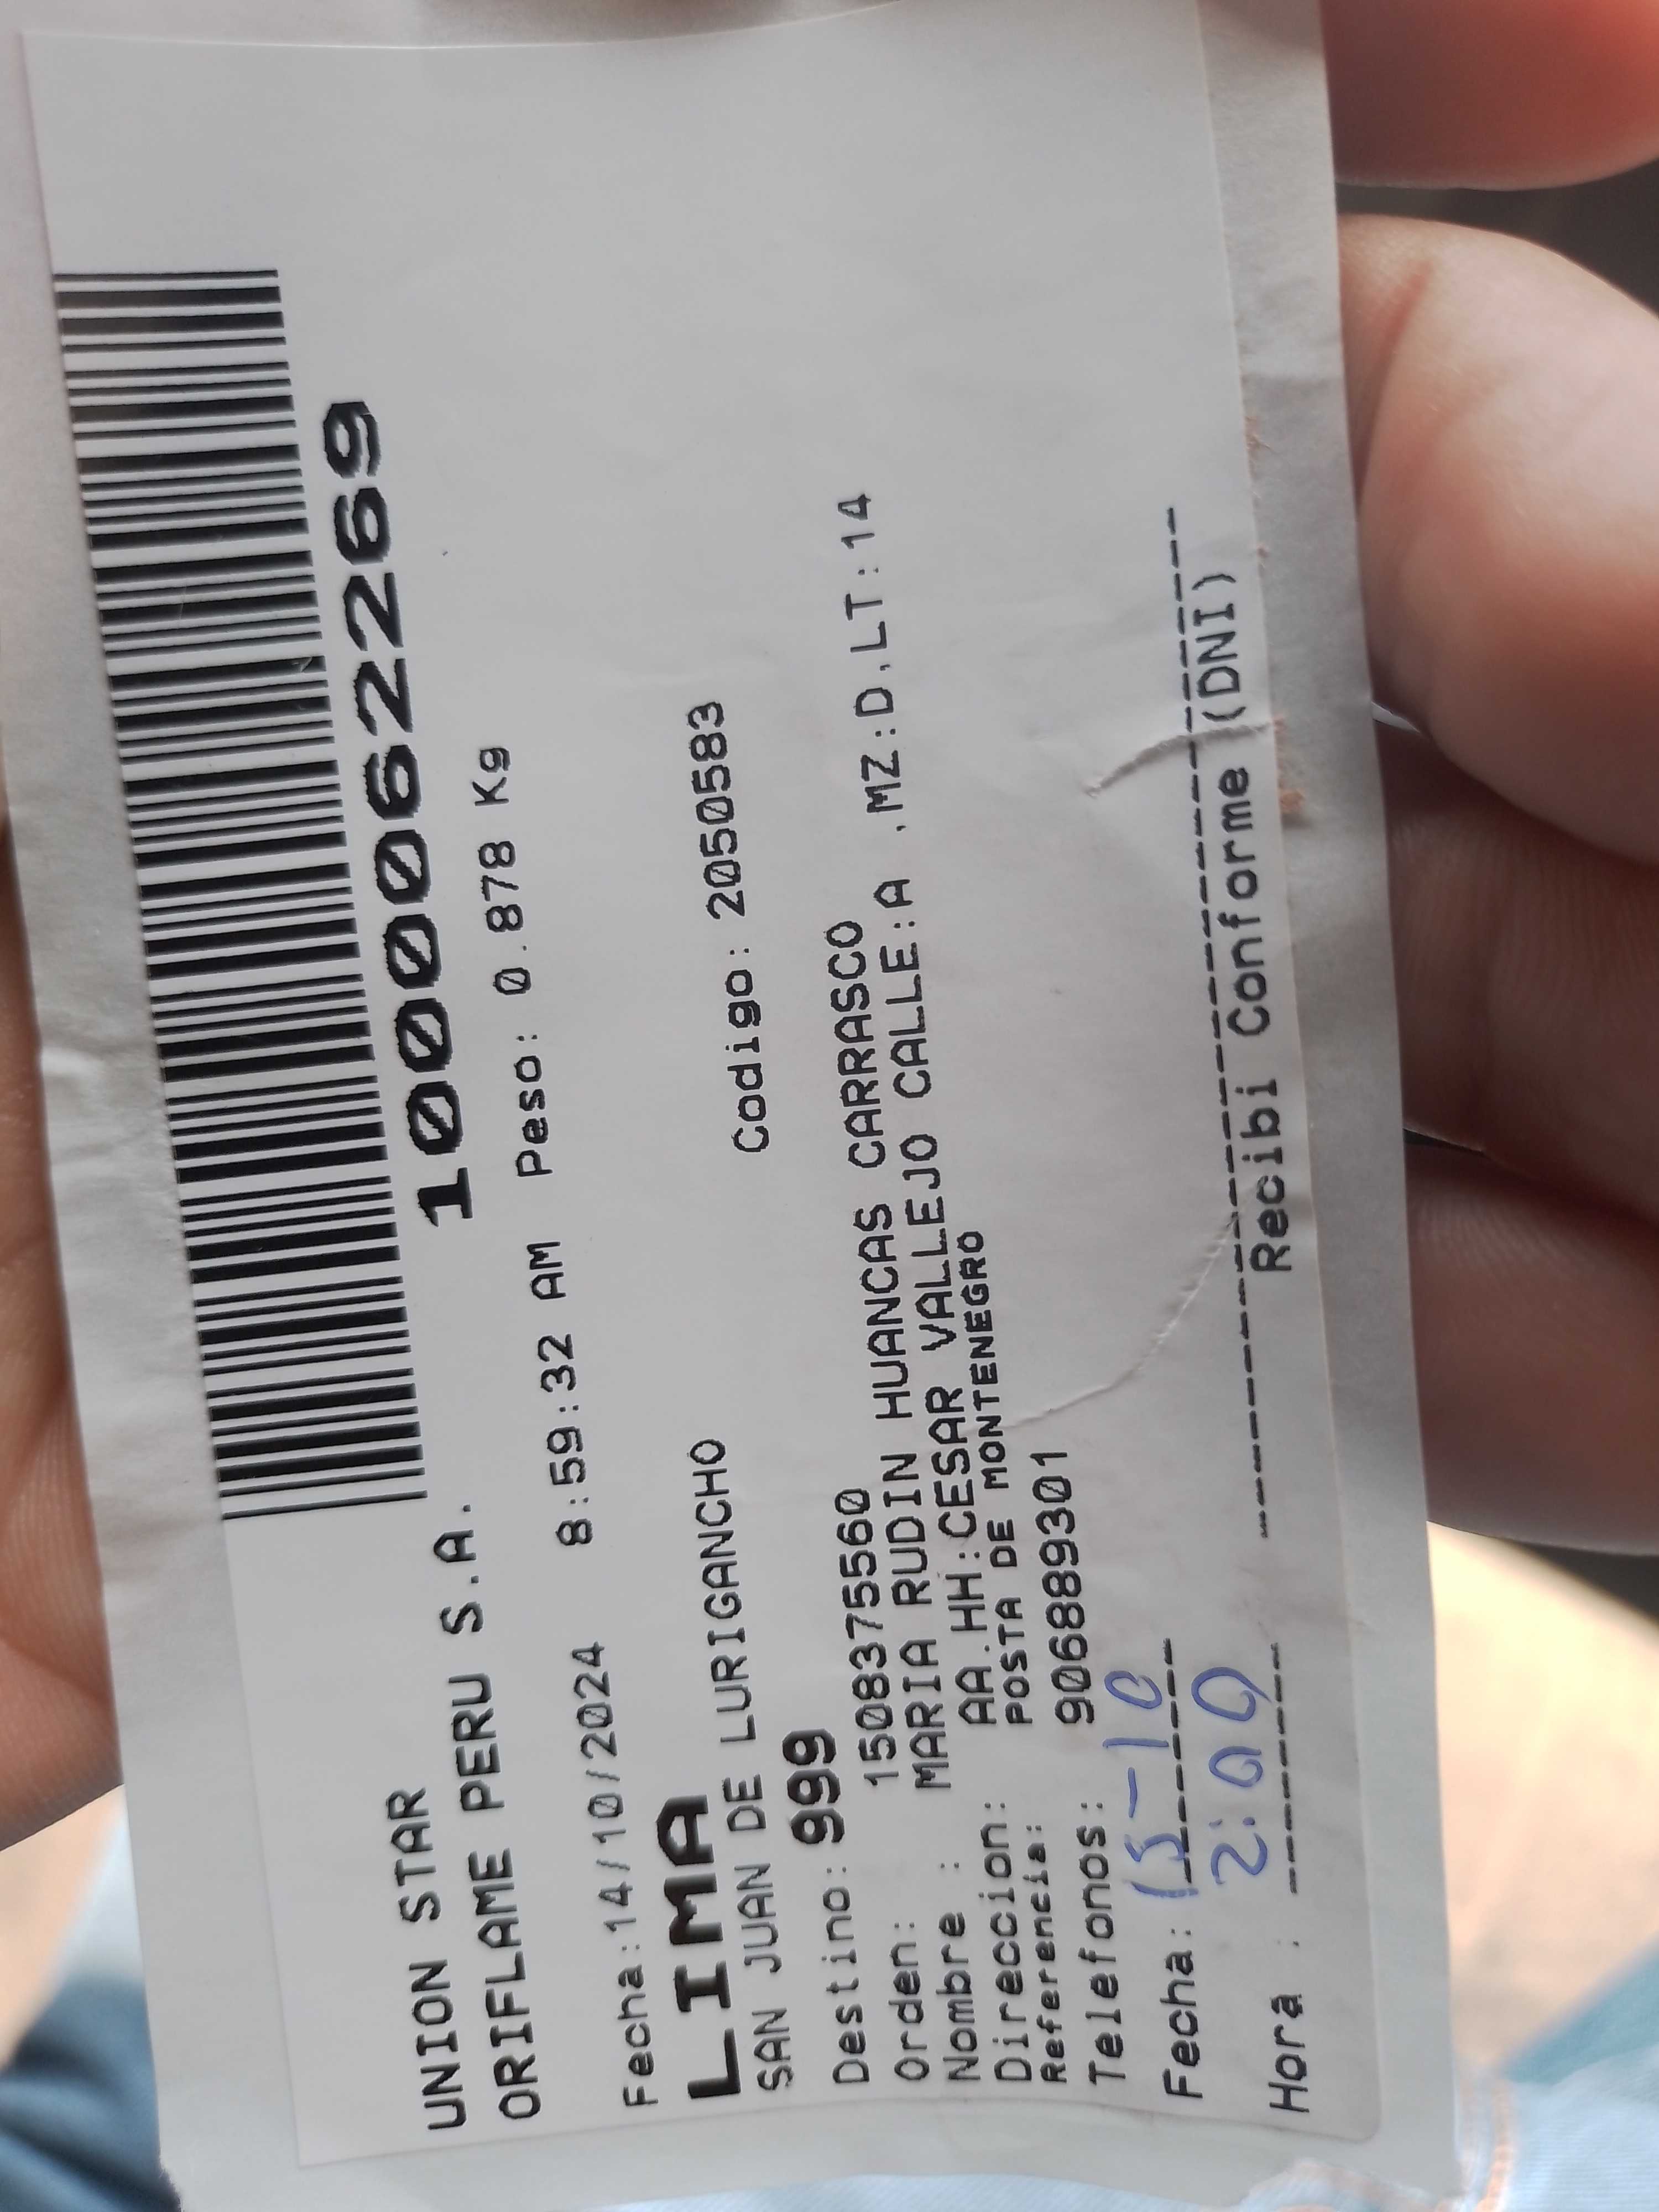 1000062269
UNION STAR
ORIFLAME PERU S.A.
Fecha:14/10/2024 8:59:32 AM Peso: 0.878 Kg
LIMA
SAN JUAN DE LURIGANCHO Codigo: 2050583
Destino: 999
Orden: 1508375560
Nombre : MARIA RUDIN HUANCAS CARRASCO
Direccion: AA.HH:CESAR VALLEJO CALLE:A ,MZ:D,LT:14
Referencia: POSTA DE MONTENEGRO
Telefonos: 906889301
Fecha: 15-10
Hora : 2:00
Recibi Conforme (DNI)